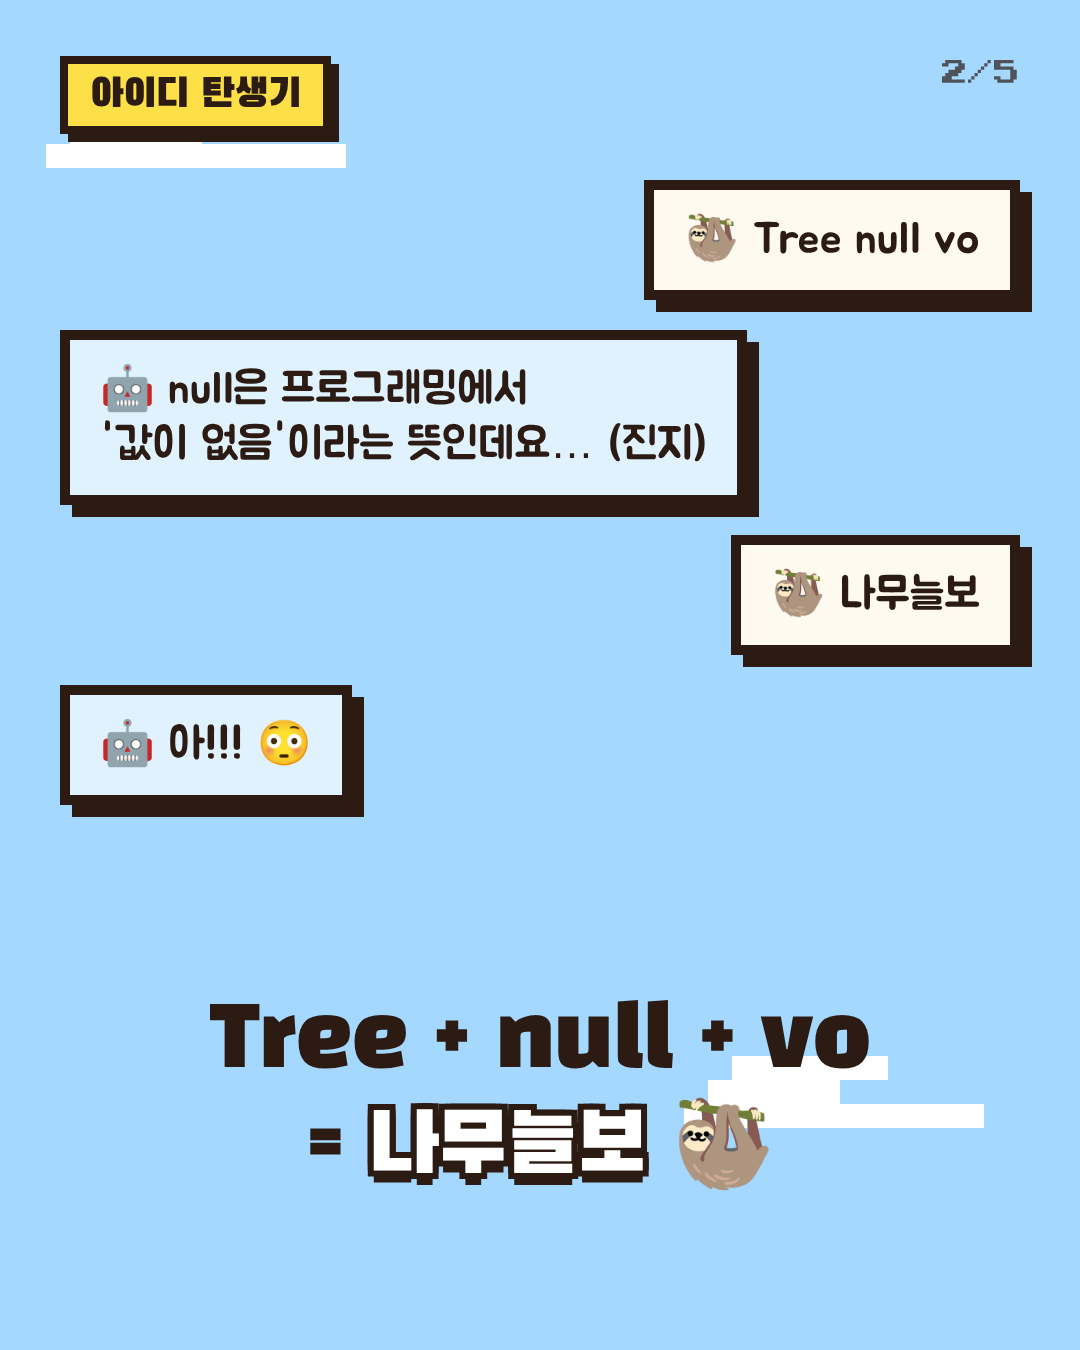 아이디 탄생기
2/5
🦥 Tree null vo
🤖 null은 프로그래밍에서
'값이 없음'이라는 뜻인데요... (진지)
🦥 나무늘보
🤖 아!!! 😳
Tree + null + vo
= 나무늘보 🦥